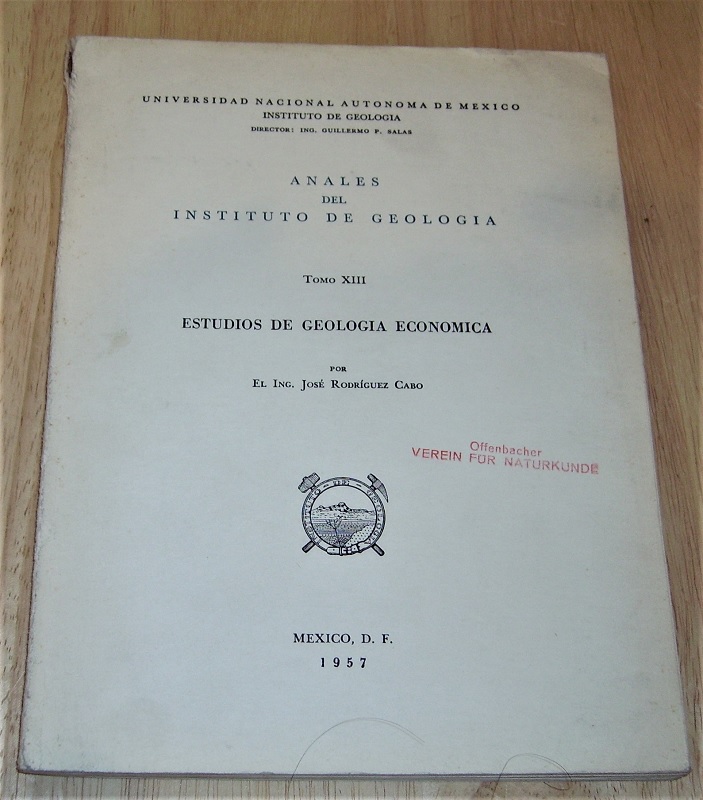 UNIVERSIDAD NACIONAL AUTONOMA DE MEXICO
INSTITUTO DE GEOLOGIA
DIRECTOR: ING. GUILLERMO P. SALAS
ANALES
DEL
INSTITUTO DE GEOLOGIA
TOMO XIII
ESTUDIOS DE GEOLOGIA ECONOMICA
POR
EL ING. JOSÉ RODRÍGUEZ CABO
Offenbacher
VEREIN FÜR NATURKUNDE
MEXICO, D. F.
1957